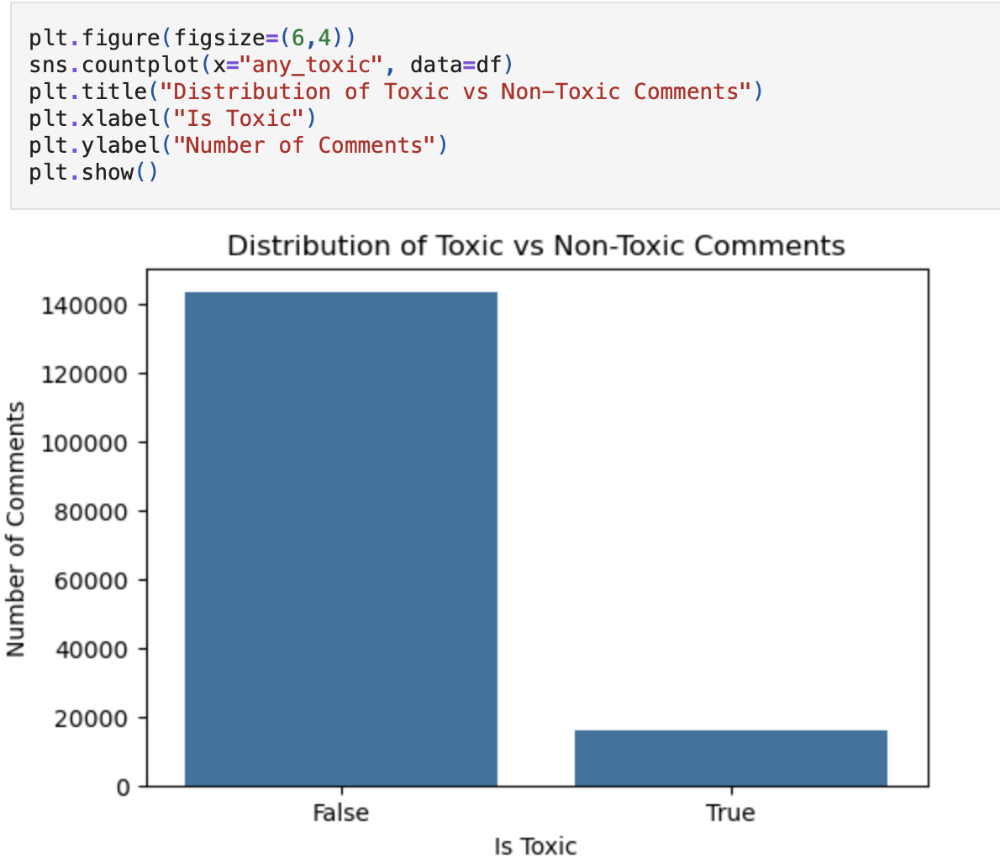 plt.figure(figsize=(6,4))
sns.countplot(x="any_toxic", data=df)
plt.title("Distribution of Toxic vs Non-Toxic Comments")
plt.xlabel("Is Toxic")
plt.ylabel("Number of Comments")
plt.show()
Distribution of Toxic vs Non-Toxic Comments
140000
120000
100000
80000
60000
40000
20000
0
Number of Comments
False
True
Is Toxic